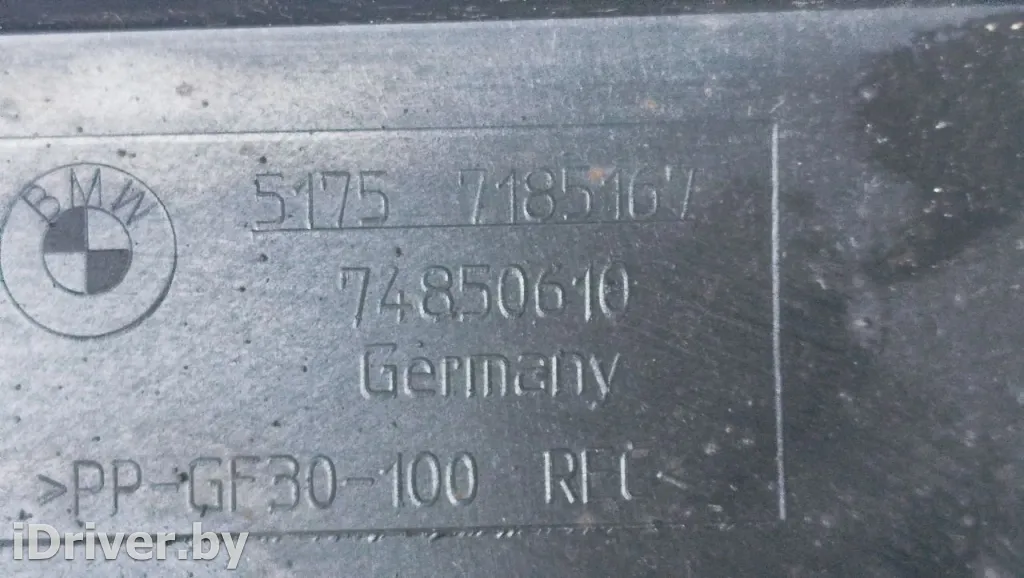 BMW
5175 7185167
74850610
Germany
>PP-GF30-100 REC<
iDriver.by